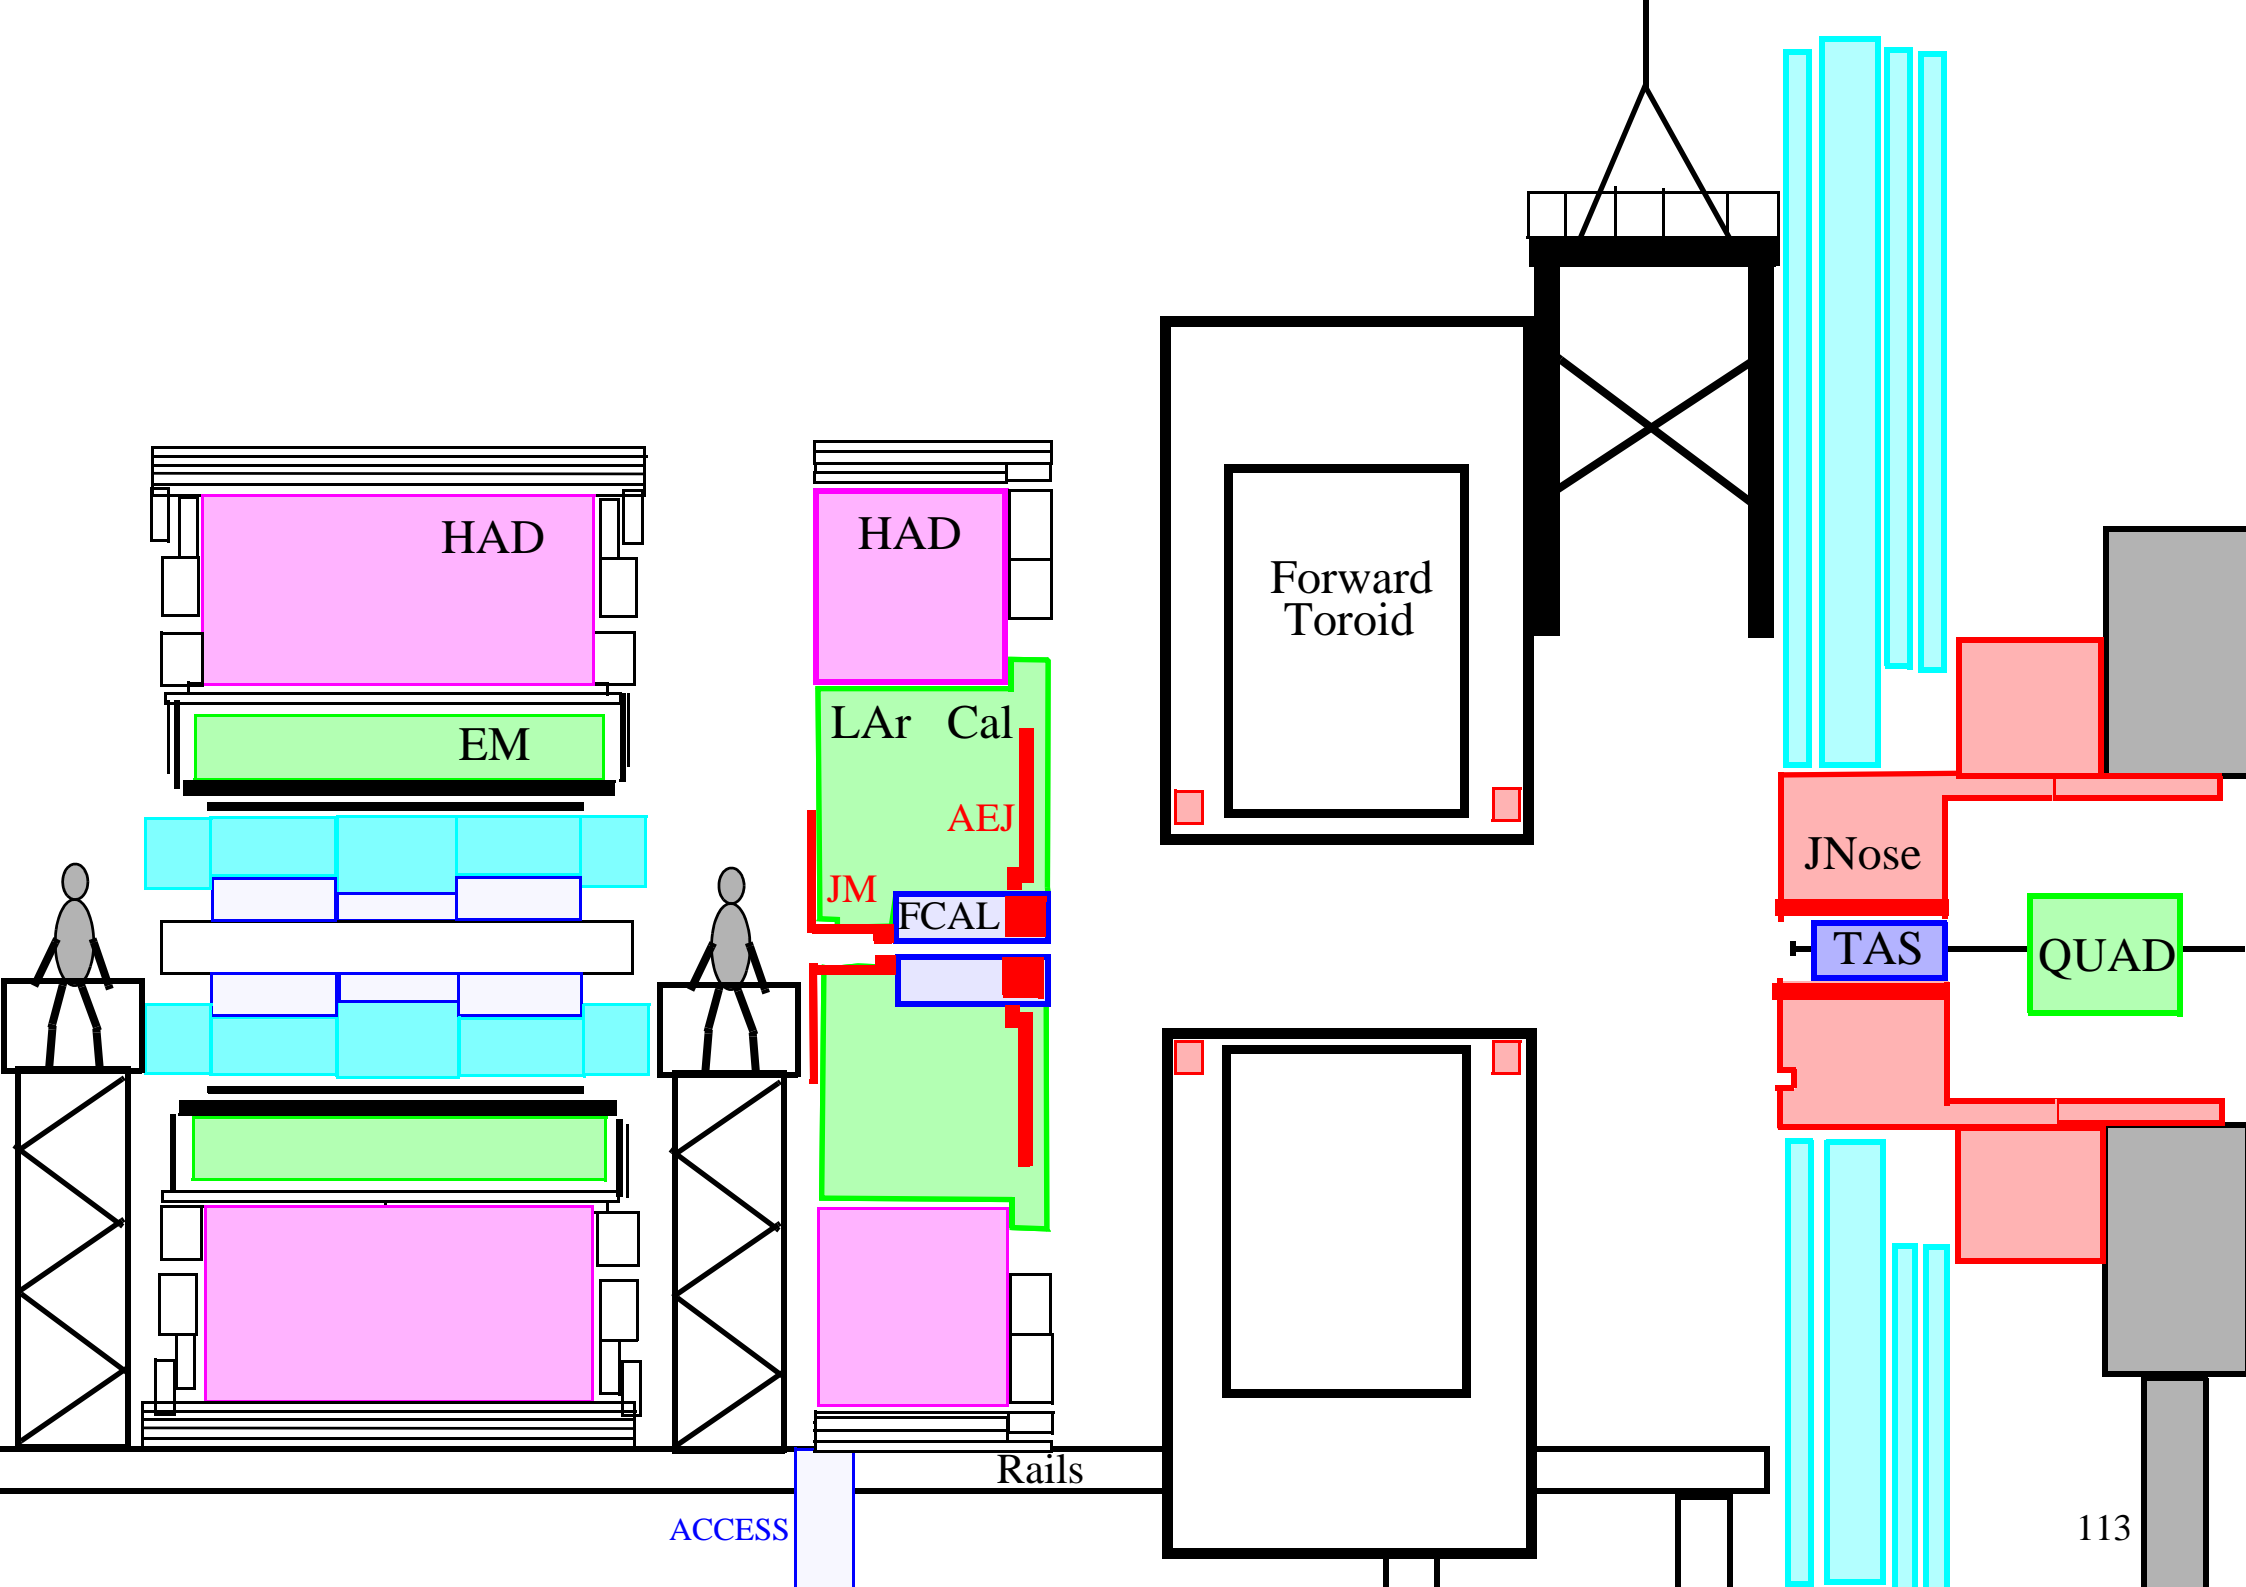 HAD
EM
HAD
LAr Cal
AEJ
JM
FCAL
Forward
Toroid
JNose
TAS
QUAD
Rails
ACCESS
113